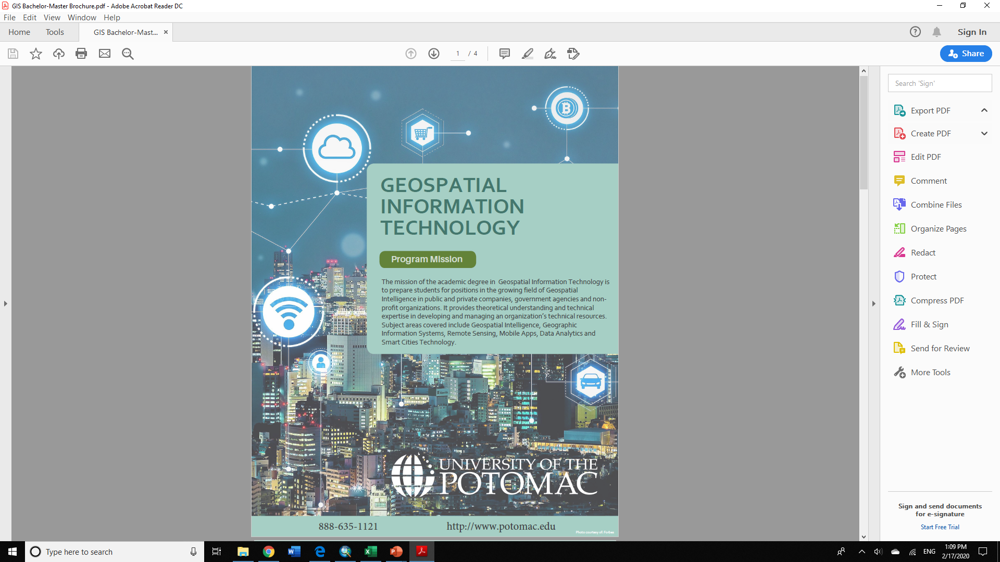 GIS Bachelor-Master Brochure.pdf - Adobe Acrobat Reader DC
File Edit View Window Help
Home Tools GIS Bachelor-Mast... × Sign In
1 / 4 Share
Search 'Sign'
Export PDF
Create PDF
Edit PDF
Comment
Combine Files
Organize Pages
Redact
Protect
Compress PDF
Fill & Sign
Send for Review
More Tools
Sign and send documents
for e-signature
Start Free Trial
GEOSPATIAL
INFORMATION
TECHNOLOGY
Program Mission
The mission of the academic degree in Geospatial Information Technology is
to prepare students for positions in the growing field of Geospatial
Intelligence in public and private companies, government agencies and non-
profit organizations. It provides theoretical understanding and technical
expertise in developing and managing an organization's technical resources.
Subject areas covered include Geospatial Intelligence, Geographic
Information Systems, Remote Sensing, Mobile Apps, Data Analytics and
Smart Cities Technology.
UNIVERSITY OF THE
POTOMAC
888-635-1121 http://www.potomac.edu
Photo courtesy of: Forbes
Type here to search
ENG
1:09 PM
2/17/2020